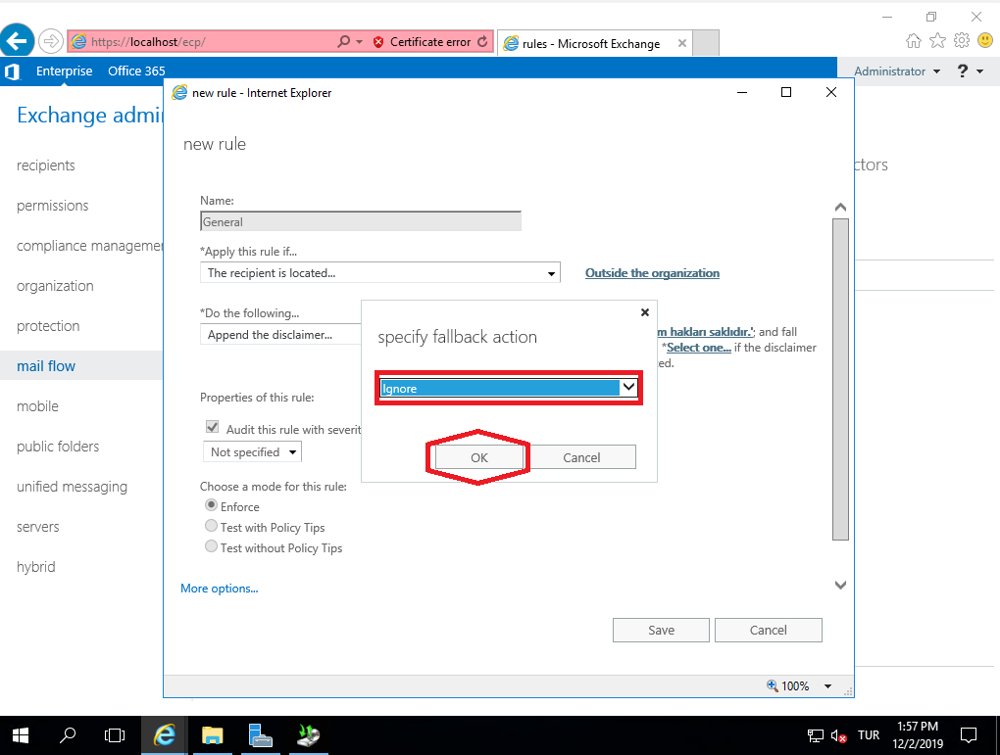 https://localhost/ecp/
Certificate error
rules - Microsoft Exchange
Enterprise
Office 365
Administrator
?
new rule - Internet Explorer
Exchange admi
new rule
ctors
recipients
permissions
compliance managemen
organization
protection
mail flow
mobile
public folders
unified messaging
servers
hybrid
Name:
General
*Apply this rule if...
The recipient is located...
Outside the organization
*Do the following...
Append the disclaimer...
m hakları saklıdır.'; and fall
*Select one... if the disclaimer
ed.
specify fallback action
Ignore
OK
Cancel
Properties of this rule:
Audit this rule with severit
Not specified
Choose a mode for this rule:
Enforce
Test with Policy Tips
Test without Policy Tips
More options...
Save
Cancel
100%
TUR
1:57 PM
12/2/2019